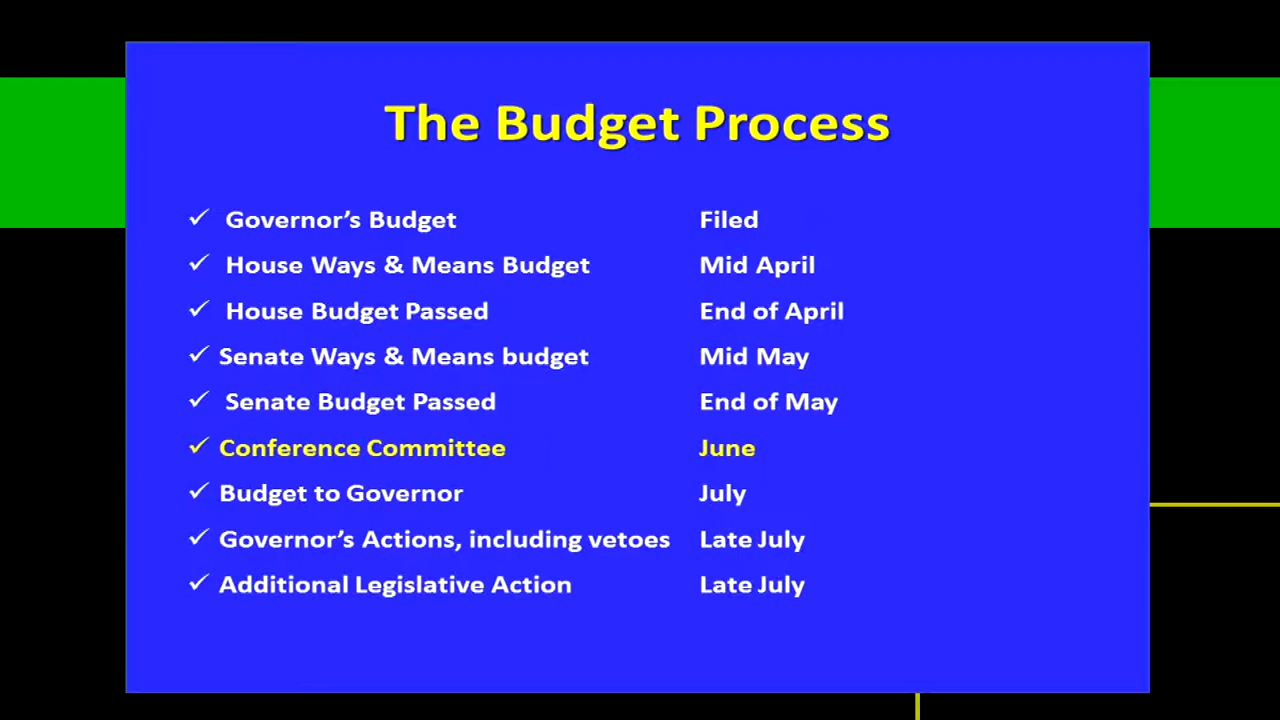 The Budget Process
✓ Governor's Budget Filed
✓ House Ways & Means Budget Mid April
✓ House Budget Passed End of April
✓ Senate Ways & Means budget Mid May
✓ Senate Budget Passed End of May
✓ Conference Committee June
✓ Budget to Governor July
✓ Governor's Actions, including vetoes Late July
✓ Additional Legislative Action Late July